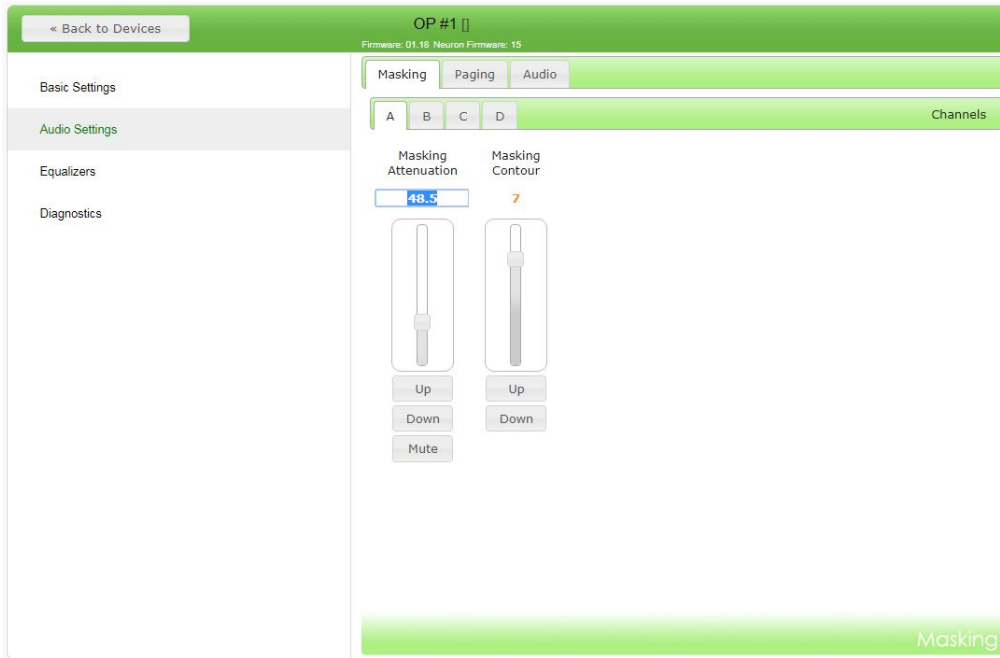 « Back to Devices
OP #1 []
Firmware: 01.18 Neuron Firmware: 15
Basic Settings
Audio Settings
Equalizers
Diagnostics
Masking Paging Audio
A B C D Channels
Masking Masking
Attenuation Contour
48.5 7
Up Up
Down Down
Mute
Masking